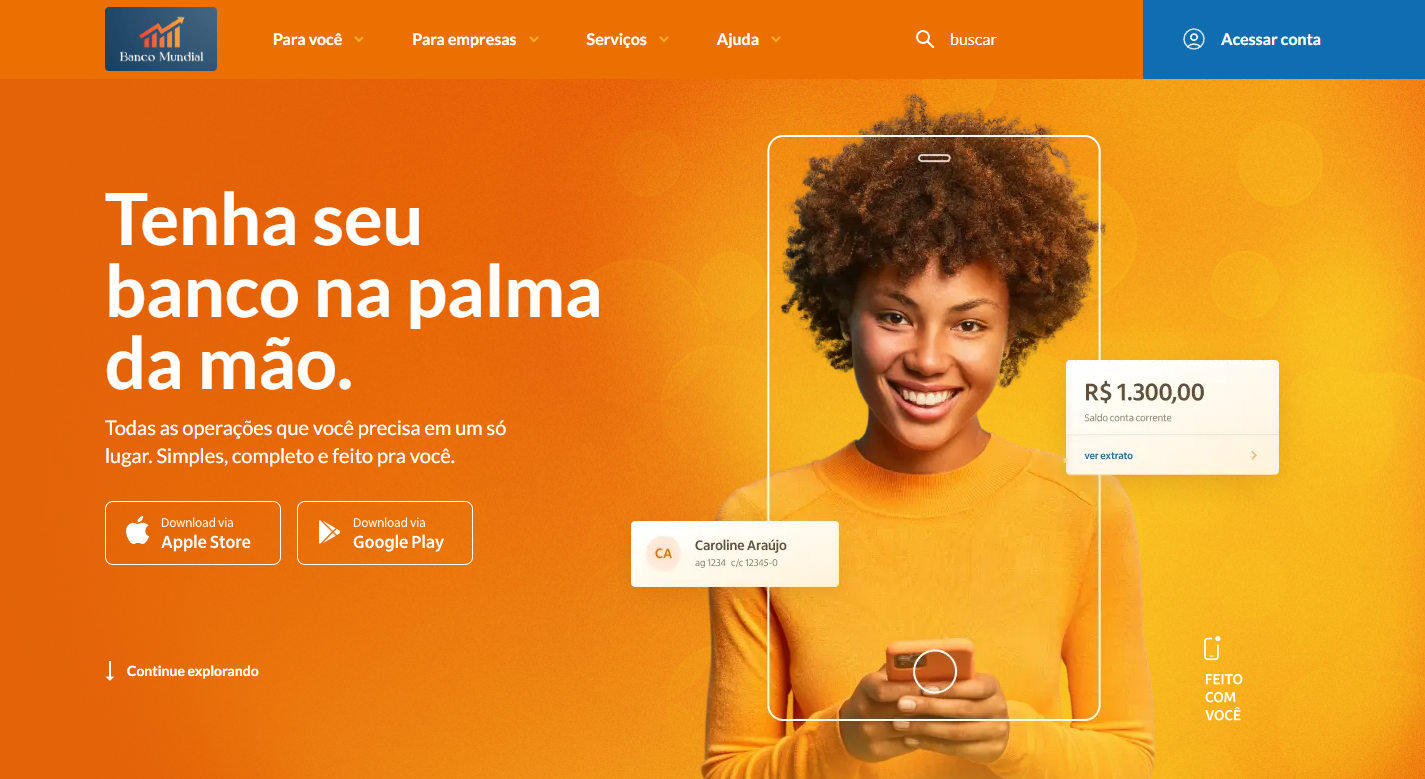 Banco Mundial
Para você
Para empresas
Serviços
Ajuda
buscar
Acessar conta
Tenha seu
banco na palma
da mão.
Todas as operações que você precisa em um só
lugar. Simples, completo e feito pra você.
Download via
Apple Store
Download via
Google Play
Continue explorando
R$ 1.300,00
Saldo conta corrente
ver extrato
CA
Caroline Araújo
ag 1234 c/c 12345-0
FEITO
COM
VOCÊ